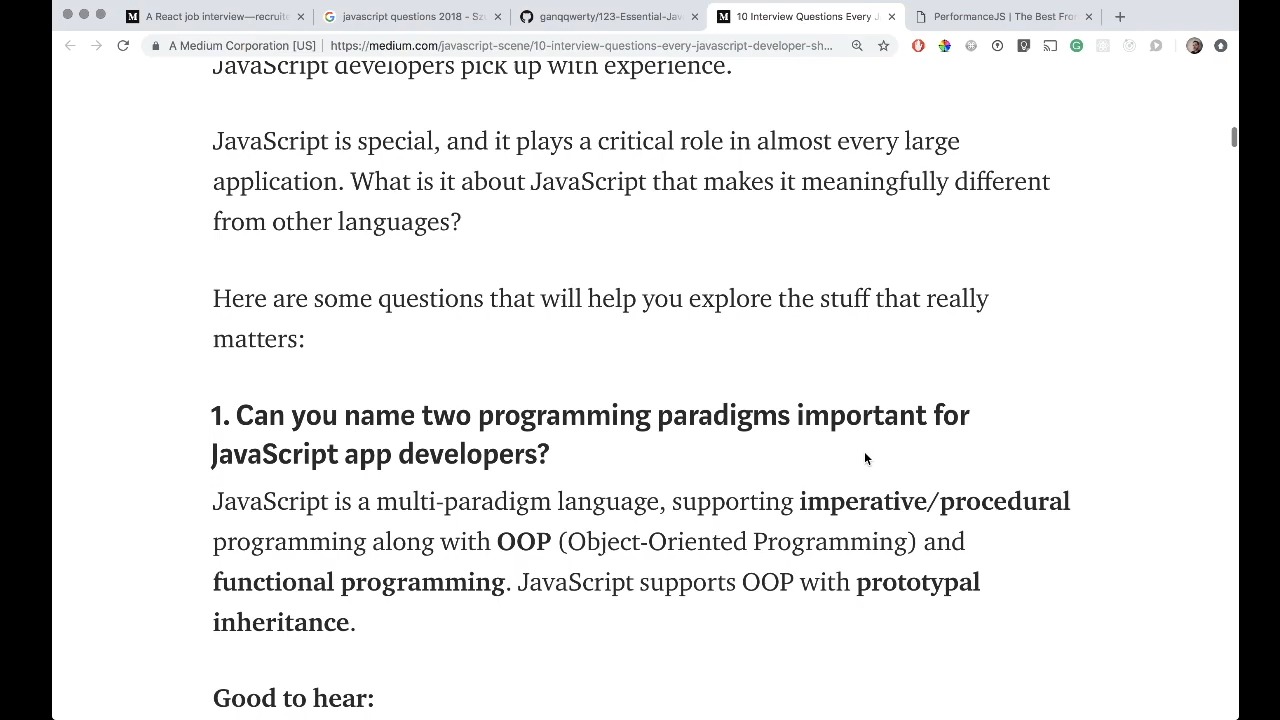 A React job interview—recruite
javascript questions 2018 - Szu
ganqqwerty/123-Essential-Jav
10 Interview Questions Every J
PerformanceJS | The Best Fron
A Medium Corporation [US] | https://medium.com/javascript-scene/10-interview-questions-every-javascript-developer-sh...
JavaScript developers pick up with experience.
JavaScript is special, and it plays a critical role in almost every large
application. What is it about JavaScript that makes it meaningfully different
from other languages?
Here are some questions that will help you explore the stuff that really
matters:
1. Can you name two programming paradigms important for
JavaScript app developers?
JavaScript is a multi-paradigm language, supporting imperative/procedural
programming along with OOP (Object-Oriented Programming) and
functional programming. JavaScript supports OOP with prototypal
inheritance.
Good to hear: